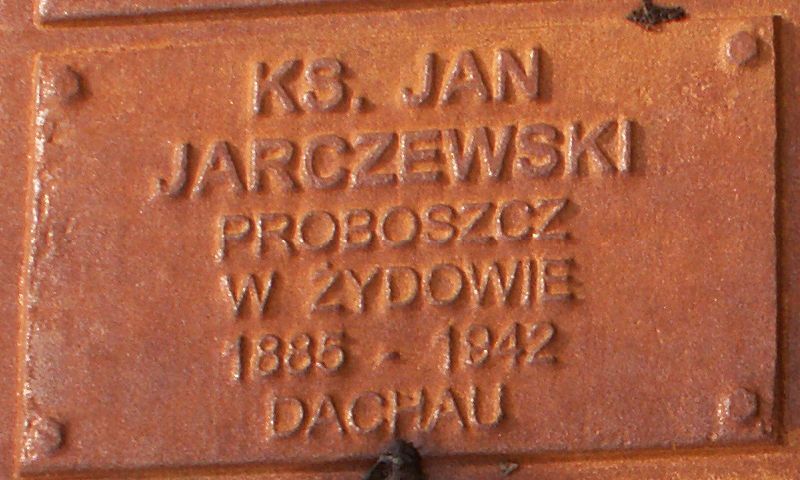 KS. JAN
JARCZEWSKI
PROBOSZCZ
W ŻYDOWIE
1885 - 1942
DACHAU